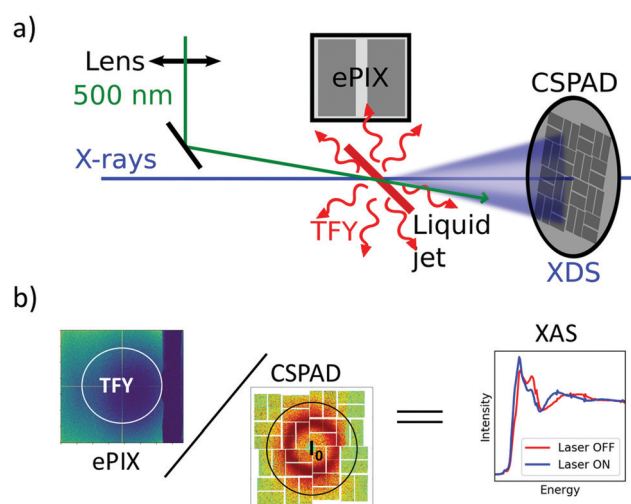 a)
Lens
500 nm
X-rays
ePIX
CSPAD
TFY
Liquid
jet
XDS
b)
TFY
ePIX
CSPAD
I0
XAS
Intensity
Laser OFF
Laser ON
Energy